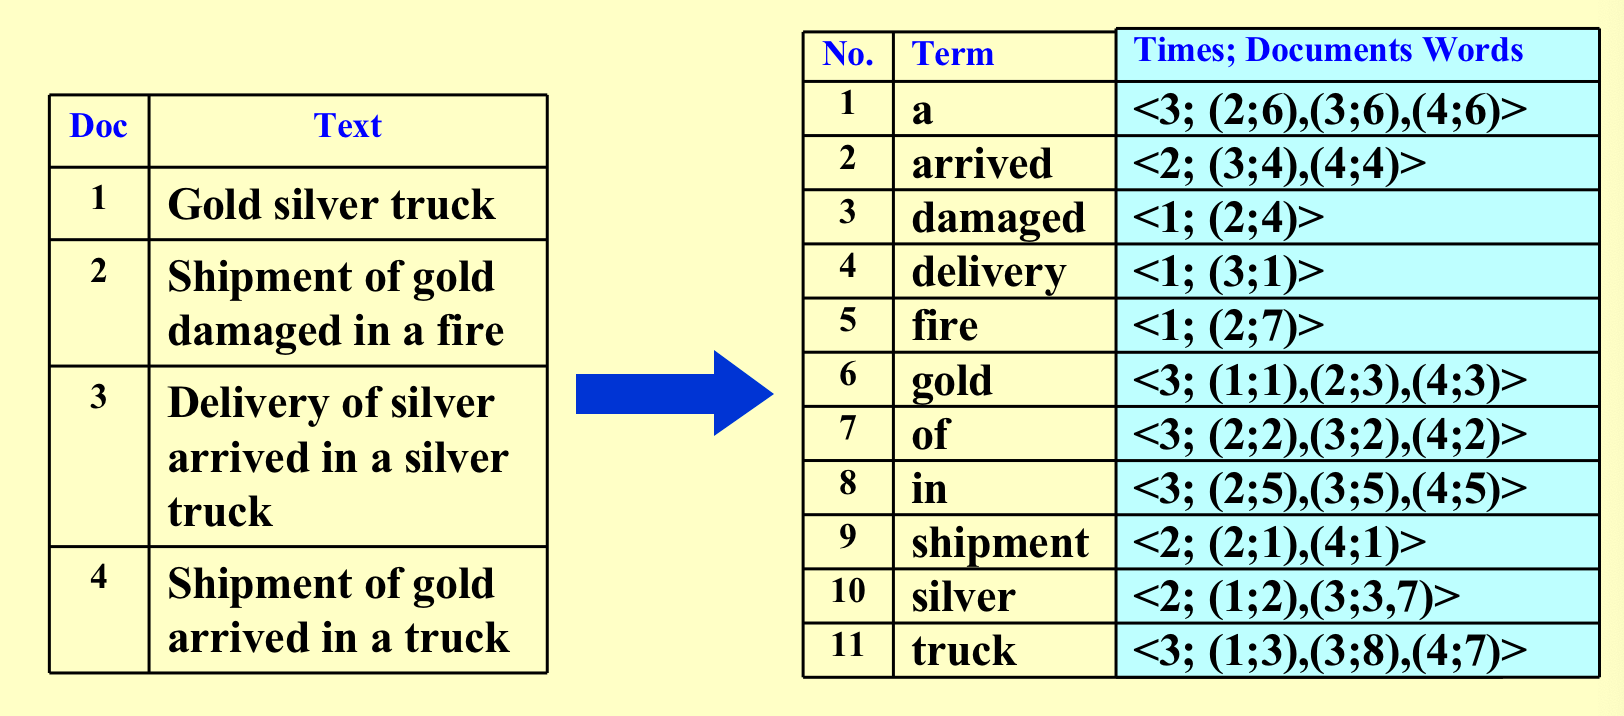 Doc Text
1 Gold silver truck
2 Shipment of gold
damaged in a fire
3 Delivery of silver
arrived in a silver
truck
4 Shipment of gold
arrived in a truck
No. Term Times; Documents Words
1 a <3; (2;6),(3;6),(4;6)>
2 arrived <2; (3;4),(4;4)>
3 damaged <1; (2;4)>
4 delivery <1; (3;1)>
5 fire <1; (2;7)>
6 gold <3; (1;1),(2;3),(4;3)>
7 of <3; (2;2),(3;2),(4;2)>
8 in <3; (2;5),(3;5),(4;5)>
9 shipment <2; (2;1),(4;1)>
10 silver <2; (1;2),(3;3,7)>
11 truck <3; (1;3),(3;8),(4;7)>